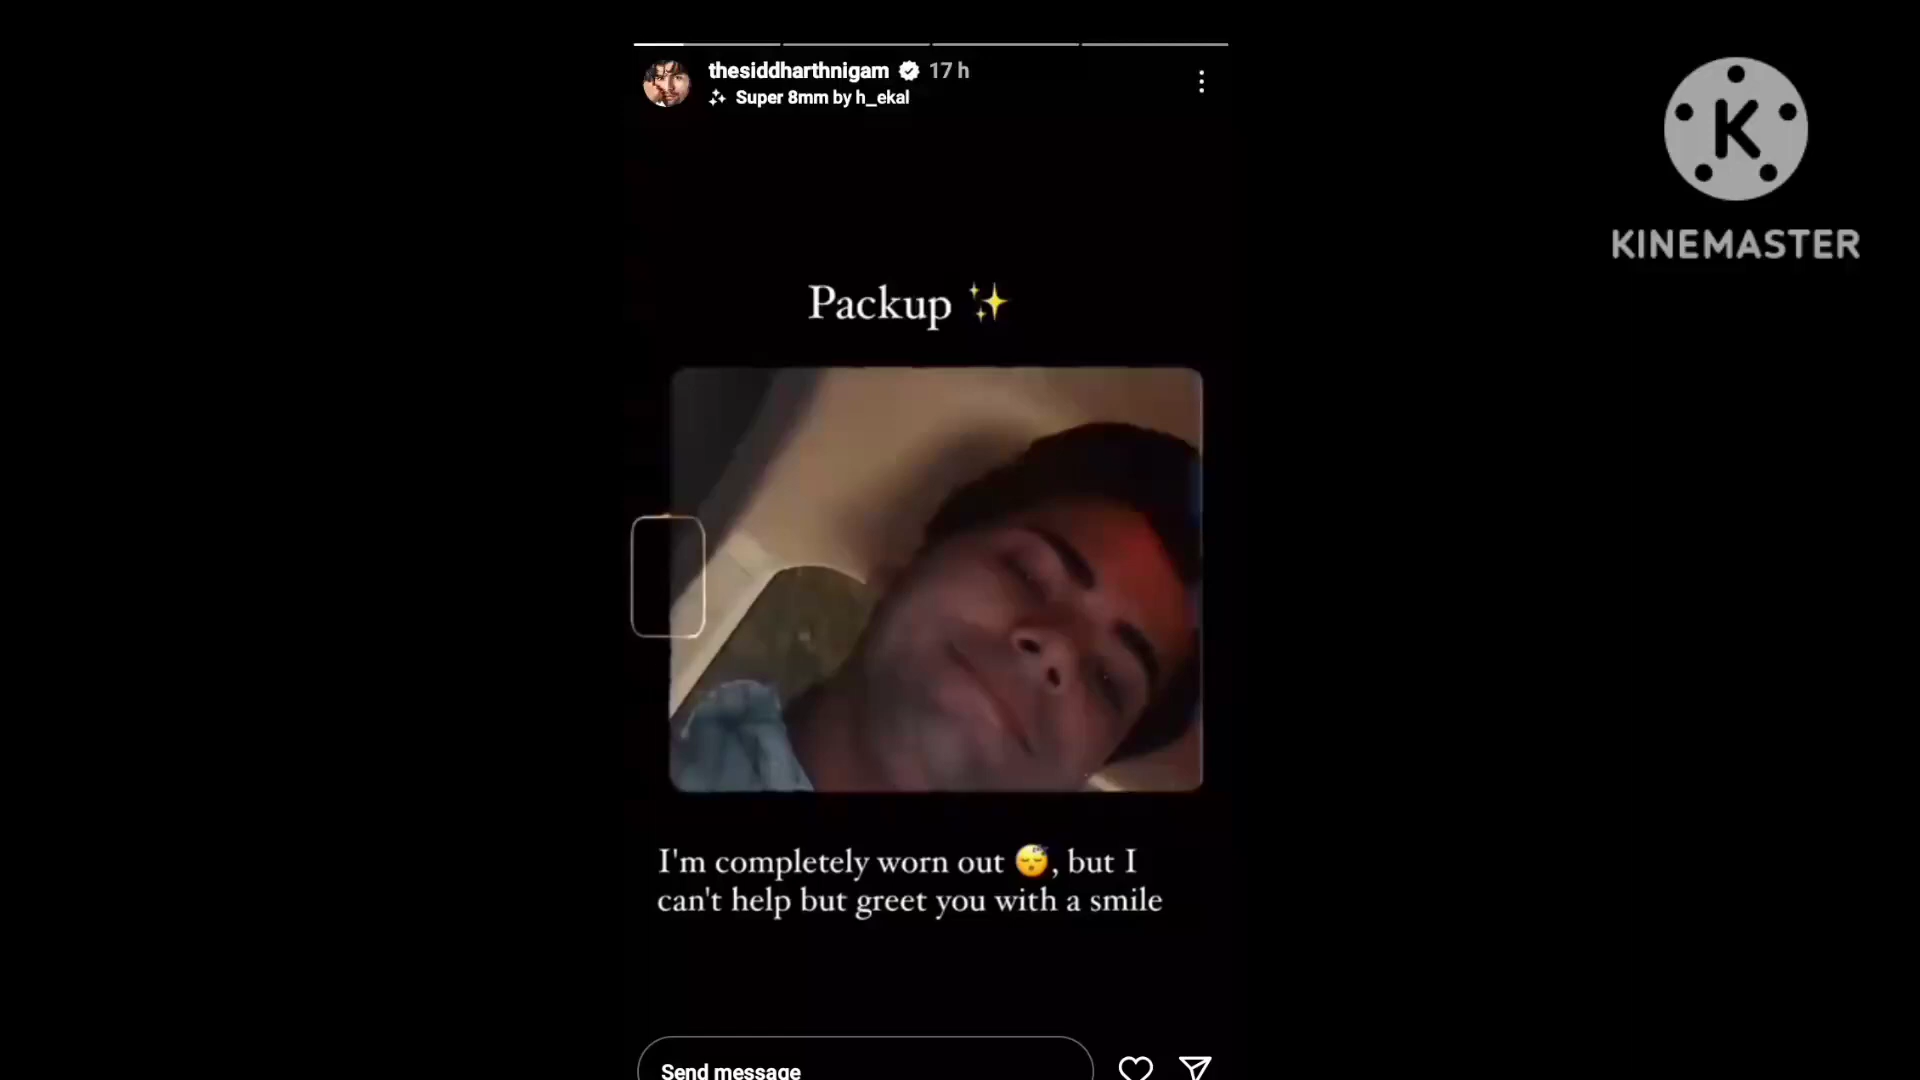 thesiddharthnigam 17 h
Super 8mm by h_ekal
K
KINEMASTER
Packup ✨
I'm completely worn out 😴, but I
can't help but greet you with a smile
Send message